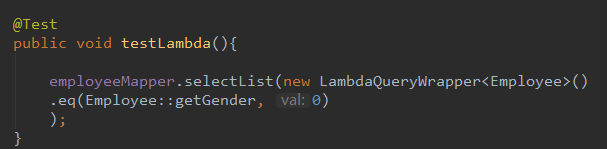 @Test
public void testLambda(){
employeeMapper.selectList(new LambdaQueryWrapper<Employee>()
.eq(Employee::getGender, val: 0)
);
}